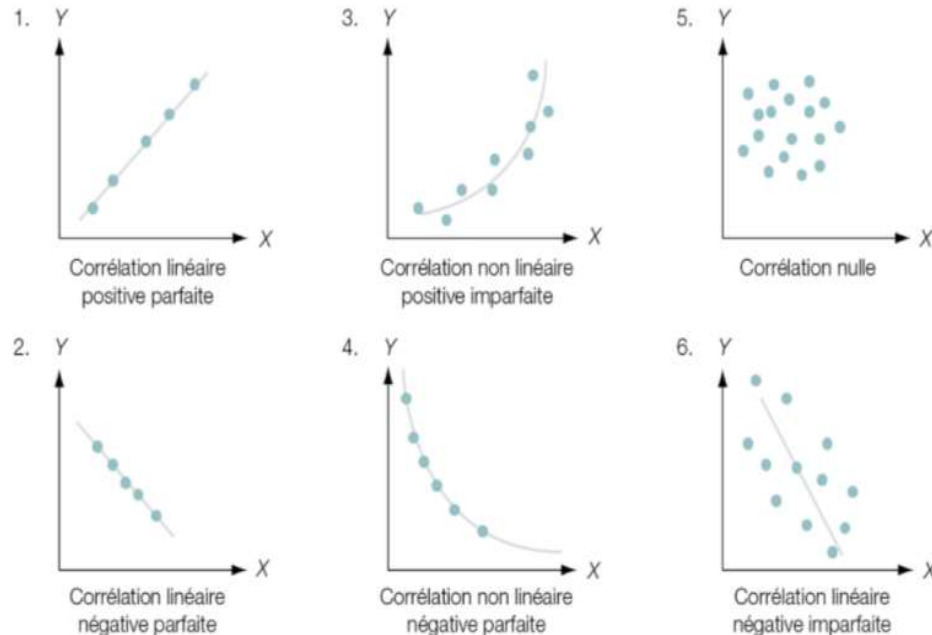 1. Y
X
Corrélation linéaire
positive parfaite
3. Y
X
Corrélation non linéaire
positive imparfaite
5. Y
X
Corrélation nulle
2. Y
X
Corrélation linéaire
négative parfaite
4. Y
X
Corrélation non linéaire
négative parfaite
6. Y
X
Corrélation linéaire
négative imparfaite